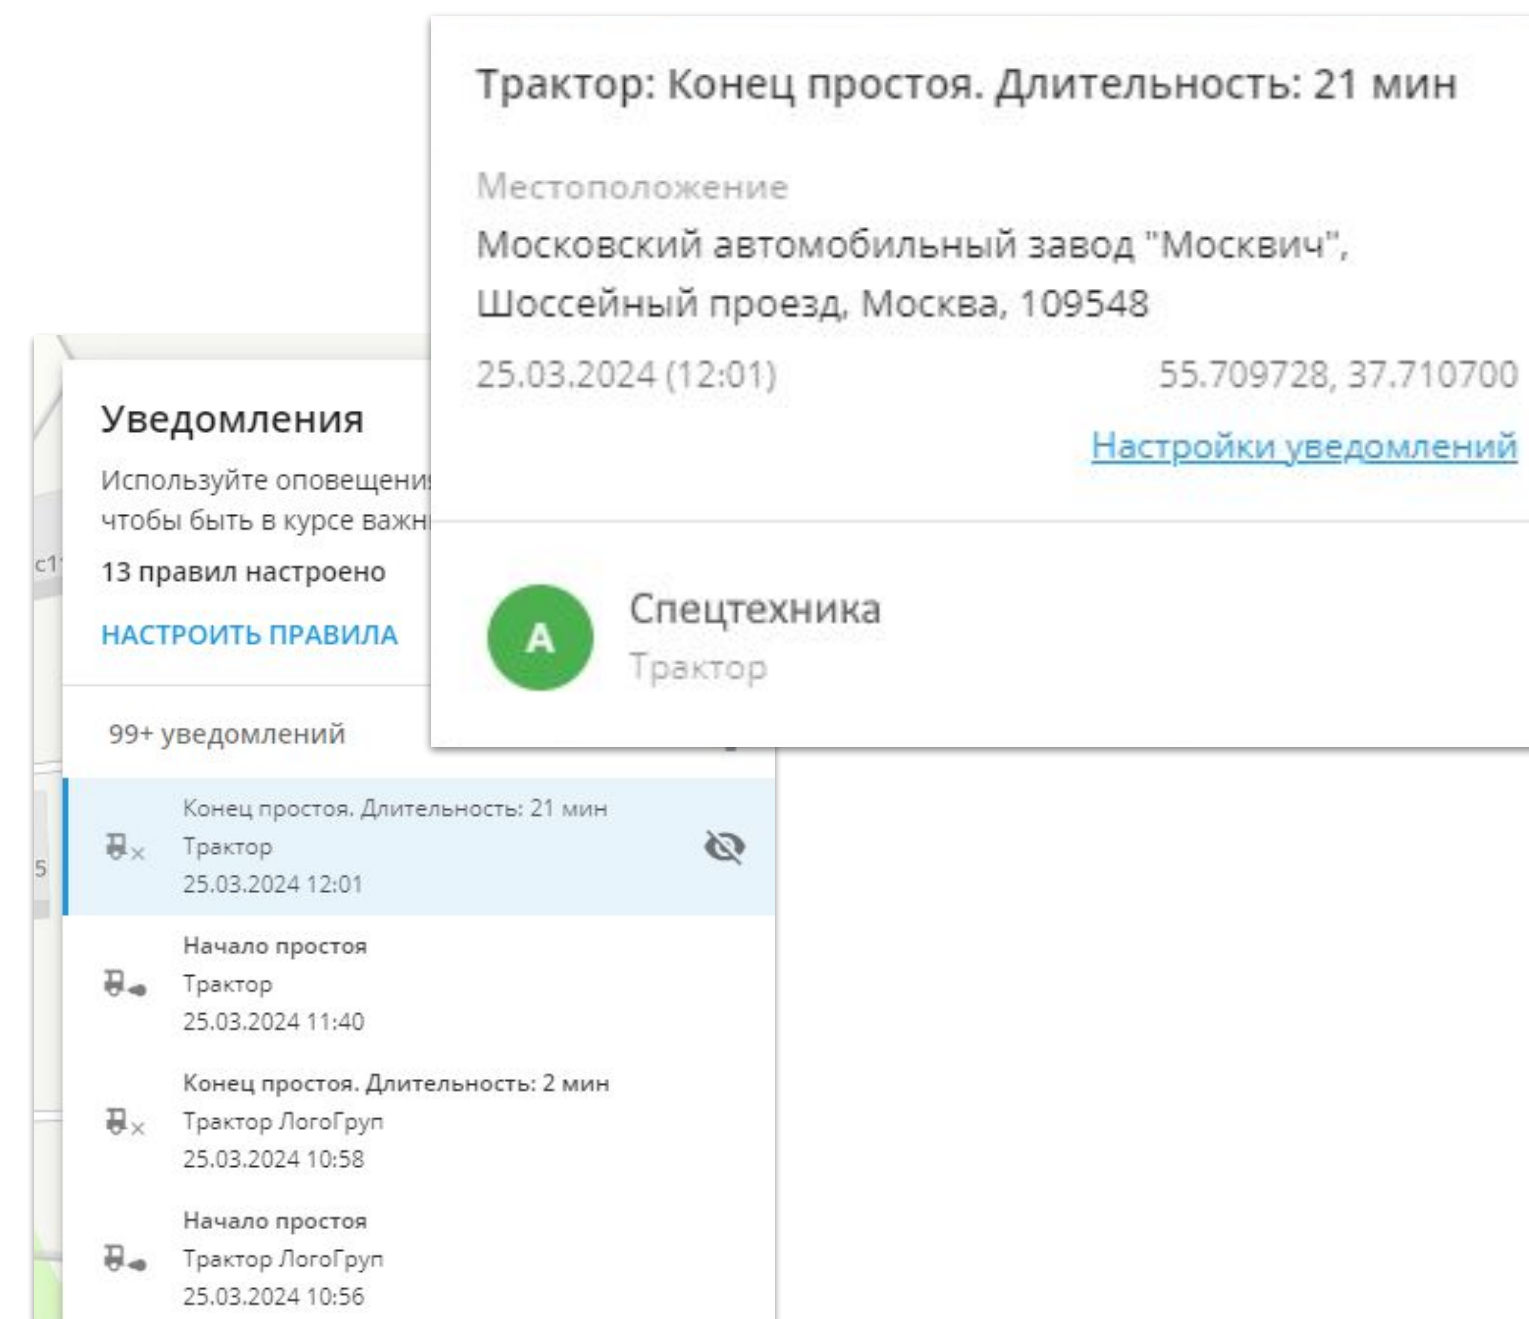 Трактор: Конец простоя. Длительность: 21 мин
Местоположение
Московский автомобильный завод "Москвич",
Шоссейный проезд, Москва, 109548
25.03.2024 (12:01)
55.709728, 37.710700
Настройки уведомлений
А
Спецтехника
Трактор
Уведомления
Используйте
чтобы быть в курсе
13 правил настроено
НАСТРОИТЬ ПРАВИЛА
99+ уведомлений
Конец простоя. Длительность: 21 мин
Трактор
25.03.2024 12:01
Начало простоя
Трактор
25.03.2024 11:40
Конец простоя. Длительность: 2 мин
Трактор ЛогоГруп
25.03.2024 10:58
Начало простоя
Трактор ЛогоГруп
25.03.2024 10:56
5